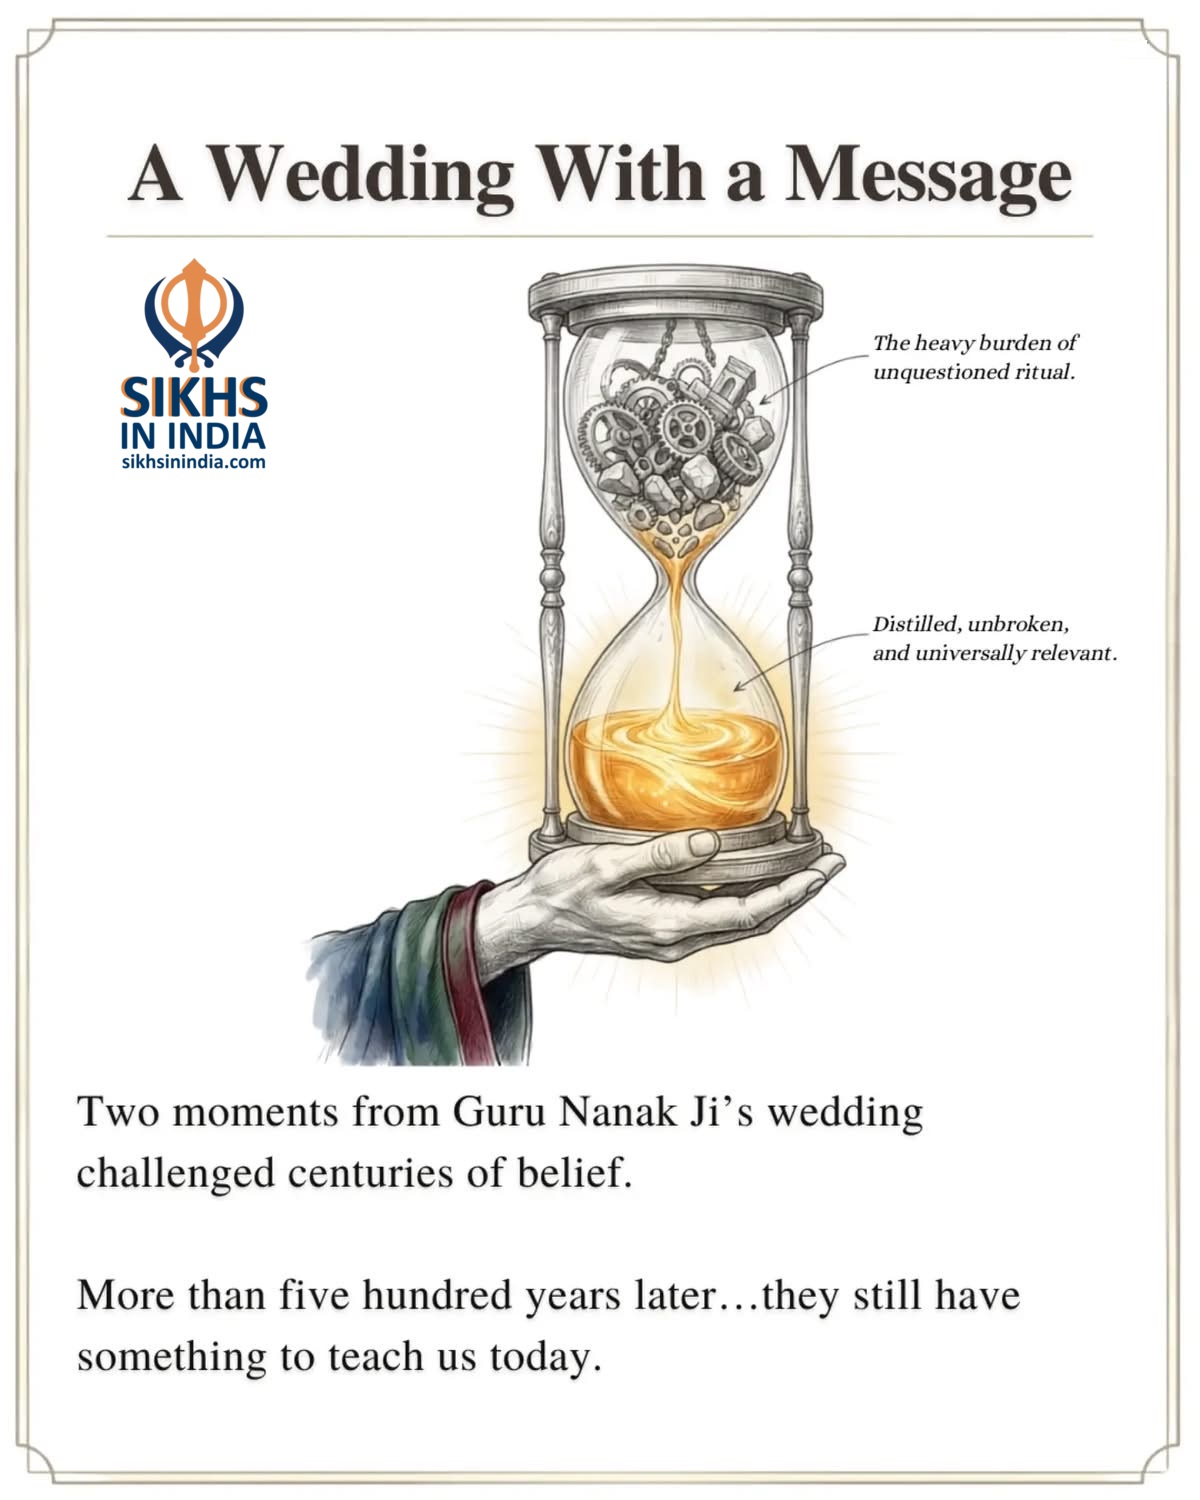 A Wedding With a Message
SIKHS
IN INDIA
sikhsinindia.com
The heavy burden of
unquestioned ritual.
Distilled, unbroken,
and universally relevant.
Two moments from Guru Nanak Ji’s wedding
challenged centuries of belief.
More than five hundred years later…they still have
something to teach us today.